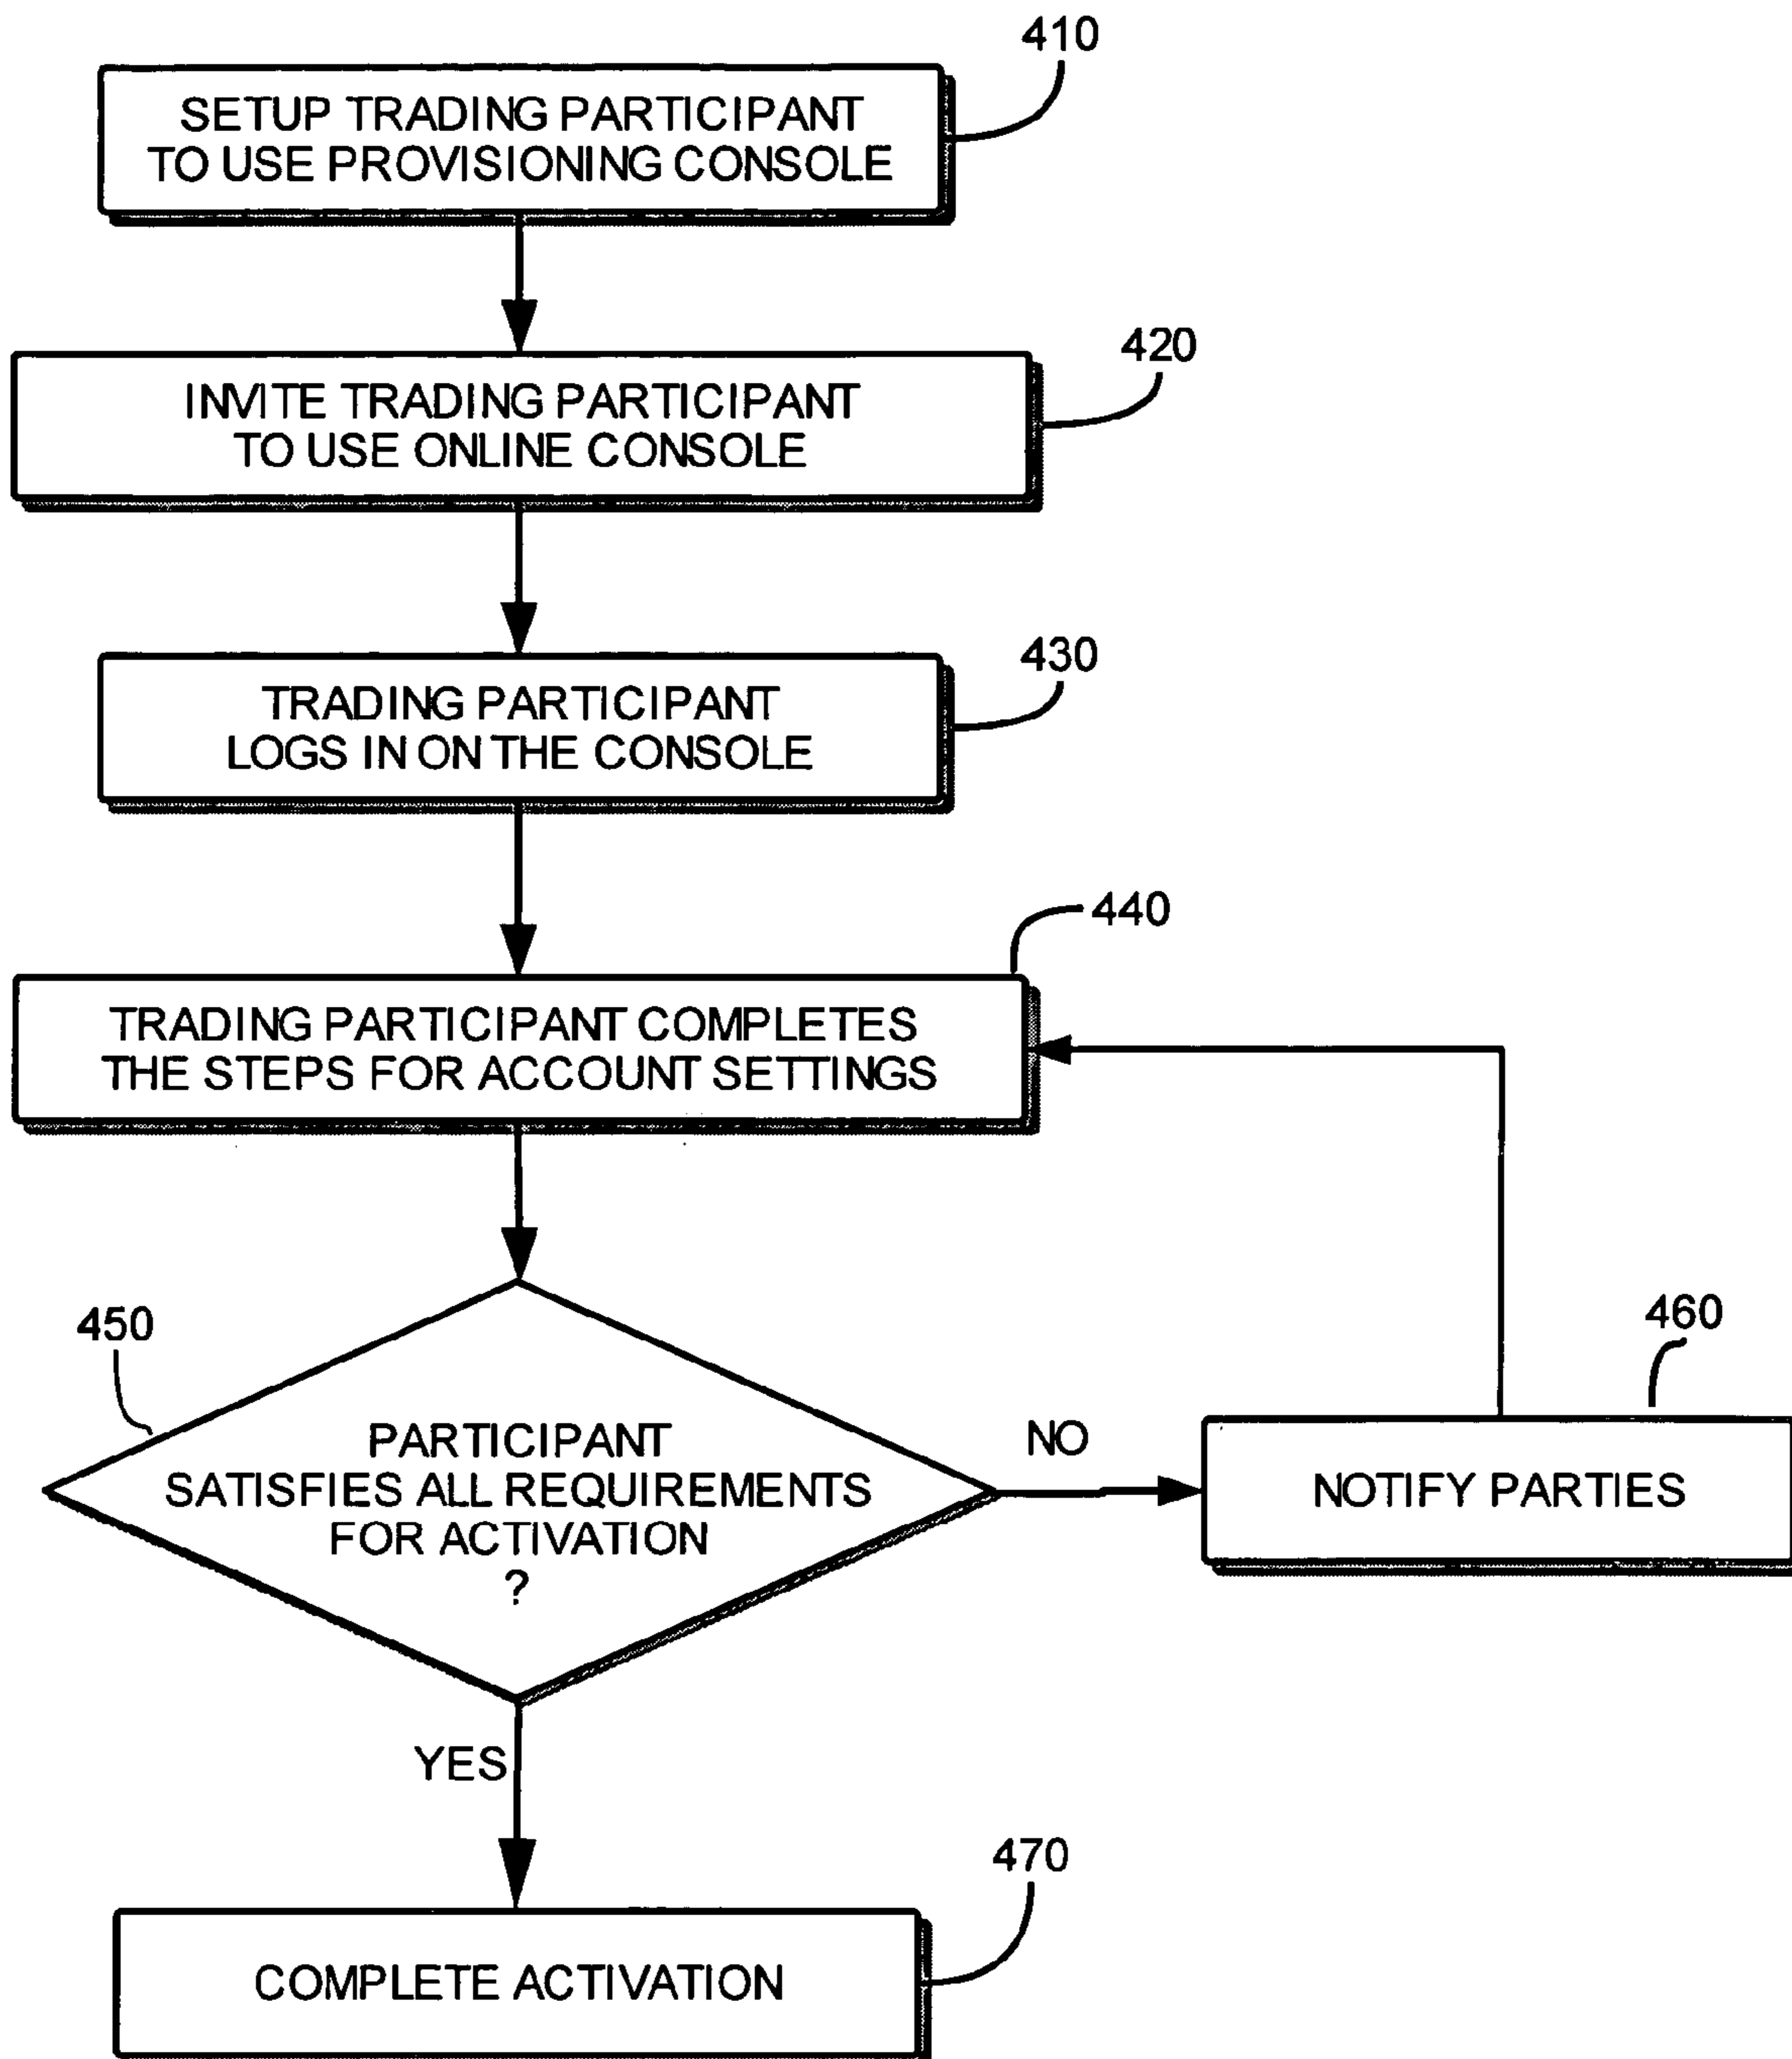 410
SETUP TRADING PARTICIPANT
TO USE PROVISIONING CONSOLE
420
INVITE TRADING PARTICIPANT
TO USE ONLINE CONSOLE
430
TRADING PARTICIPANT
LOGS IN ON THE CONSOLE
440
TRADING PARTICIPANT COMPLETES
THE STEPS FOR ACCOUNT SETTINGS
450
PARTICIPANT
SATISFIES ALL REQUIREMENTS
FOR ACTIVATION
?
NO
460
NOTIFY PARTIES
YES
470
COMPLETE ACTIVATION